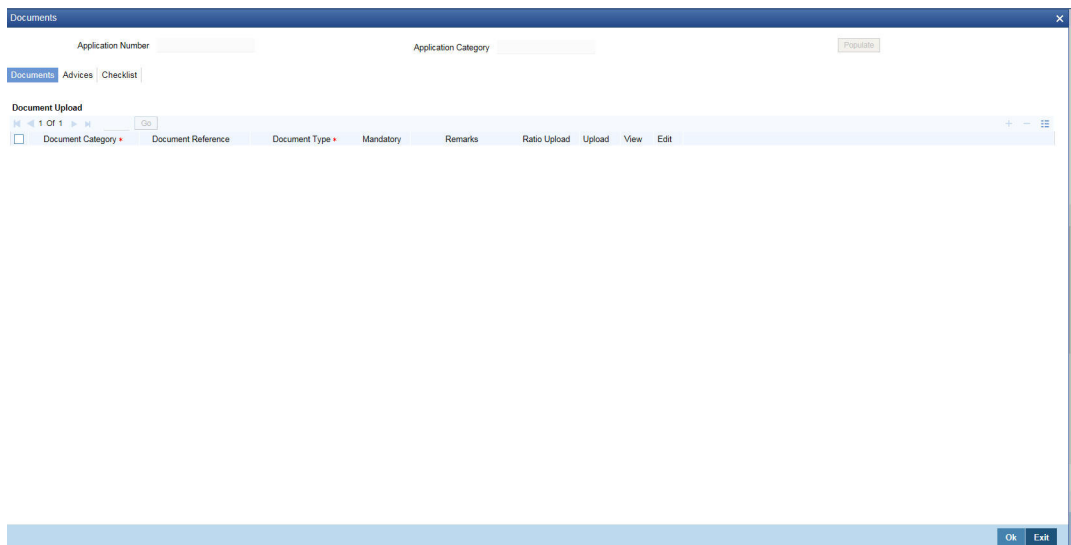 Documents
Application Number Application Category Populate
Documents Advices Checklist
Document Upload
1 Of 1 Go
Document Category * Document Reference Document Type * Mandatory Remarks Ratio Upload Upload View Edit
Ok Exit